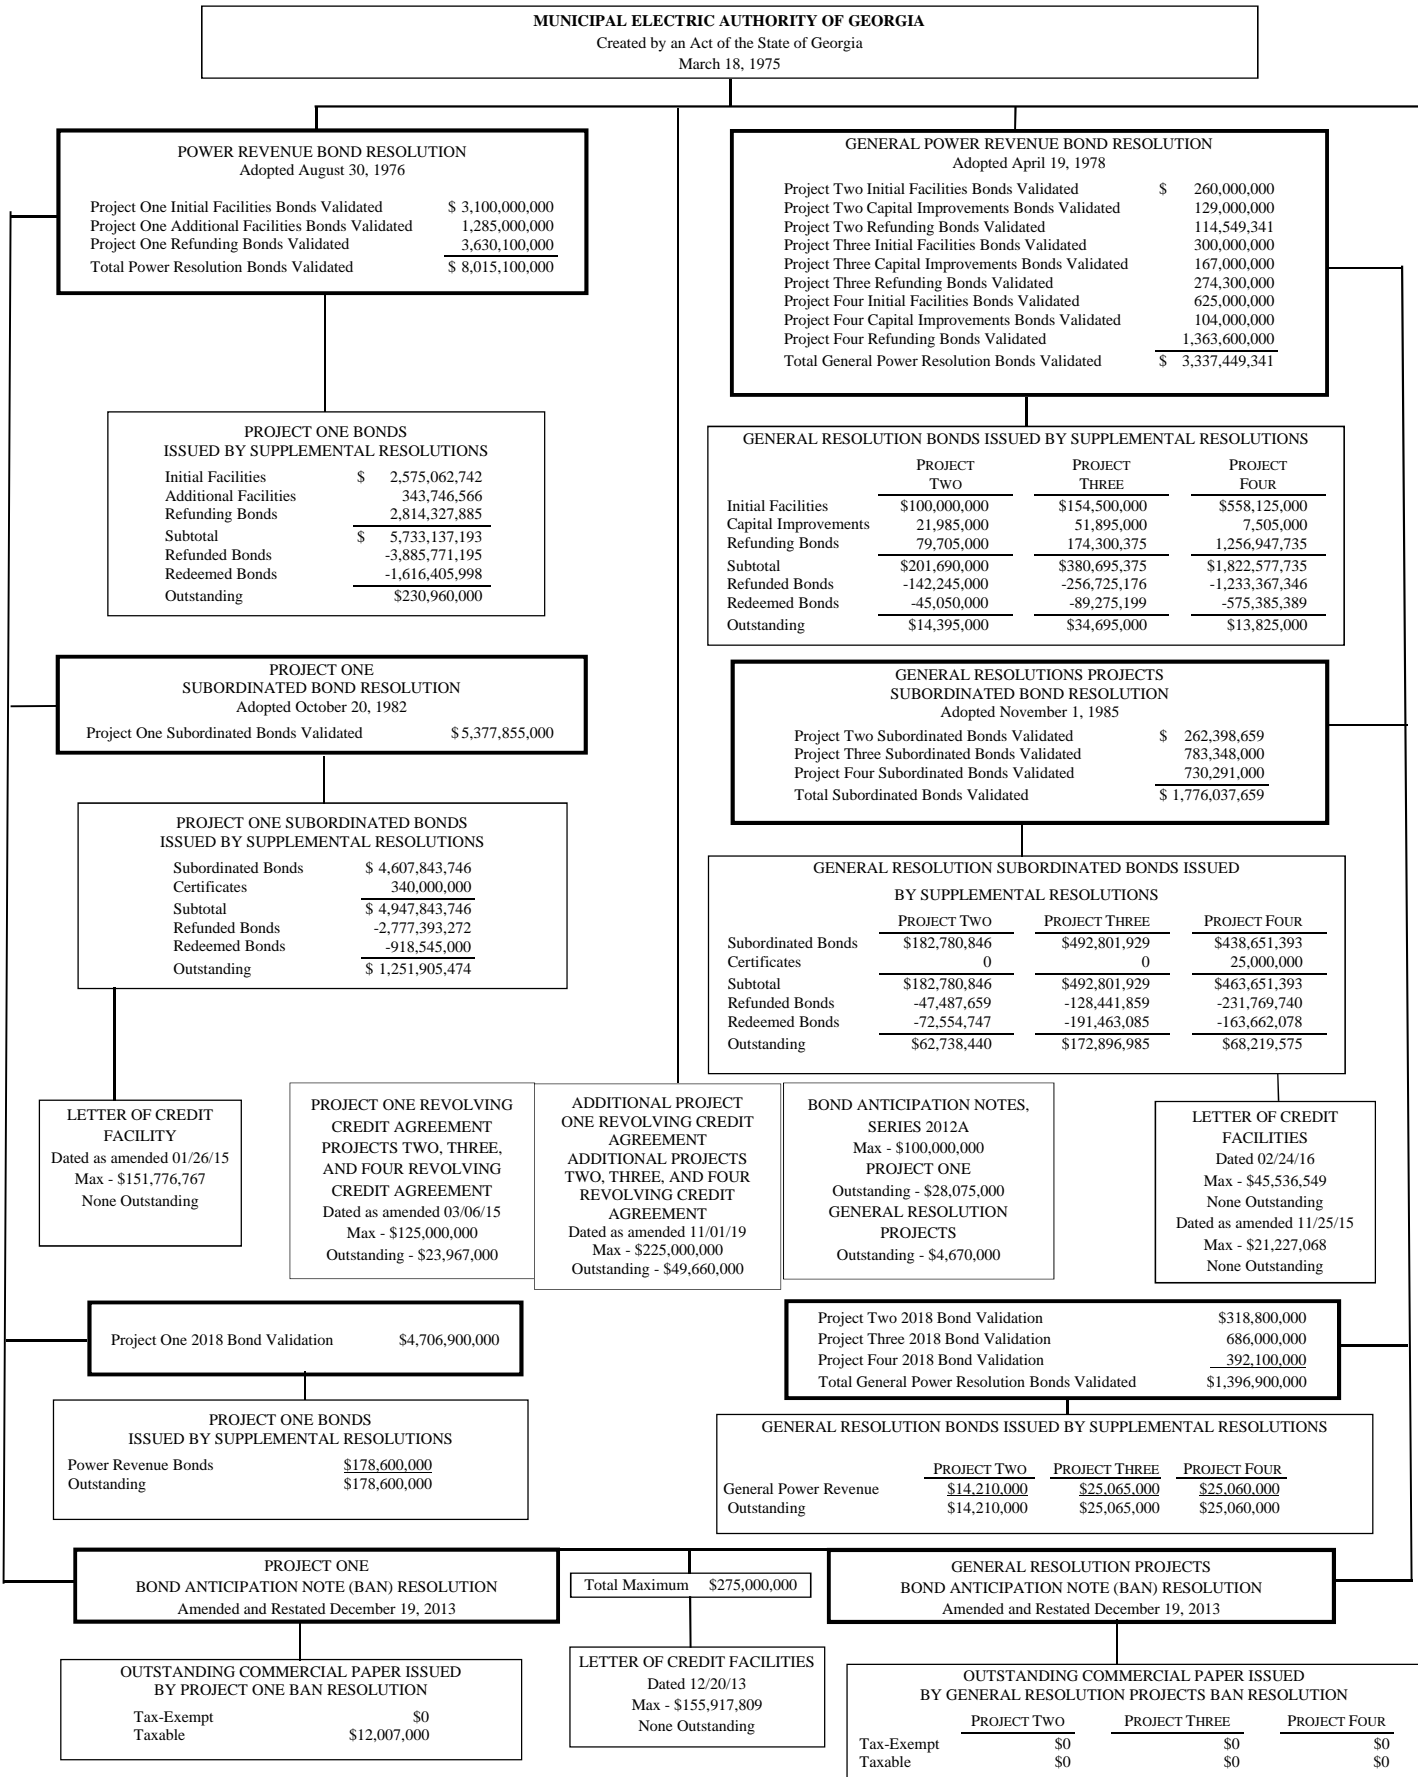 MUNICIPAL ELECTRIC AUTHORITY OF GEORGIA
Created by an Act of the State of Georgia
March 18, 1975
POWER REVENUE BOND RESOLUTION
Adopted August 30, 1976
Project One Initial Facilities Bonds Validated $ 3,100,000,000
Project One Additional Facilities Bonds Validated 1,285,000,000
Project One Refunding Bonds Validated 3,630,100,000
Total Power Resolution Bonds Validated $ 8,015,100,000
GENERAL POWER REVENUE BOND RESOLUTION
Adopted April 19, 1978
Project Two Initial Facilities Bonds Validated $ 260,000,000
Project Two Capital Improvements Bonds Validated 129,000,000
Project Two Refunding Bonds Validated 114,549,341
Project Three Initial Facilities Bonds Validated 300,000,000
Project Three Capital Improvements Bonds Validated 167,000,000
Project Three Refunding Bonds Validated 274,300,000
Project Four Initial Facilities Bonds Validated 625,000,000
Project Four Capital Improvements Bonds Validated 104,000,000
Project Four Refunding Bonds Validated 1,363,600,000
Total General Power Resolution Bonds Validated $ 3,337,449,341
PROJECT ONE BONDS
ISSUED BY SUPPLEMENTAL RESOLUTIONS
Initial Facilities $ 2,575,062,742
Additional Facilities 343,746,566
Refunding Bonds 2,814,327,885
Subtotal $ 5,733,137,193
Refunded Bonds -3,885,771,195
Redeemed Bonds -1,616,405,998
Outstanding $230,960,000
GENERAL RESOLUTION BONDS ISSUED BY SUPPLEMENTAL RESOLUTIONS
PROJECT PROJECT PROJECT
TWO THREE FOUR
Initial Facilities $100,000,000 $154,500,000 $558,125,000
Capital Improvements 21,985,000 51,895,000 7,505,000
Refunding Bonds 79,705,000 174,300,375 1,256,947,735
Subtotal $201,690,000 $380,695,375 $1,822,577,735
Refunded Bonds -142,245,000 -256,725,176 -1,233,367,346
Redeemed Bonds -45,050,000 -89,275,199 -575,385,389
Outstanding $14,395,000 $34,695,000 $13,825,000
PROJECT ONE
SUBORDINATED BOND RESOLUTION
Adopted October 20, 1982
Project One Subordinated Bonds Validated $5,377,855,000
GENERAL RESOLUTIONS PROJECTS
SUBORDINATED BOND RESOLUTION
Adopted November 1, 1985
Project Two Subordinated Bonds Validated $ 262,398,659
Project Three Subordinated Bonds Validated 783,348,000
Project Four Subordinated Bonds Validated 730,291,000
Total Subordinated Bonds Validated $ 1,776,037,659
PROJECT ONE SUBORDINATED BONDS
ISSUED BY SUPPLEMENTAL RESOLUTIONS
Subordinated Bonds $ 4,607,843,746
Certificates 340,000,000
Subtotal $ 4,947,843,746
Refunded Bonds -2,777,393,272
Redeemed Bonds -918,545,000
Outstanding $ 1,251,905,474
GENERAL RESOLUTION SUBORDINATED BONDS ISSUED
BY SUPPLEMENTAL RESOLUTIONS
PROJECT TWO PROJECT THREE PROJECT FOUR
Subordinated Bonds $182,780,846 $492,801,929 $438,651,393
Certificates 0 0 25,000,000
Subtotal $182,780,846 $492,801,929 $463,651,393
Refunded Bonds -47,487,659 -128,441,859 -231,769,740
Redeemed Bonds -72,554,747 -191,463,085 -163,662,078
Outstanding $62,738,440 $172,896,985 $68,219,575
LETTER OF CREDIT
FACILITY
Dated as amended 01/26/15
Max - $151,776,767
None Outstanding
PROJECT ONE REVOLVING
CREDIT AGREEMENT
PROJECTS TWO, THREE,
AND FOUR REVOLVING
CREDIT AGREEMENT
Dated as amended 03/06/15
Max - $125,000,000
Outstanding - $23,967,000
ADDITIONAL PROJECT
ONE REVOLVING CREDIT
AGREEMENT
ADDITIONAL PROJECTS
TWO, THREE, AND FOUR
REVOLVING CREDIT
AGREEMENT
Dated as amended 11/01/19
Max - $225,000,000
Outstanding - $49,660,000
BOND ANTICIPATION NOTES,
SERIES 2012A
Max - $100,000,000
PROJECT ONE
Outstanding - $28,075,000
GENERAL RESOLUTION
PROJECTS
Outstanding - $4,670,000
LETTER OF CREDIT
FACILITIES
Dated 02/24/16
Max - $45,536,549
None Outstanding
Dated as amended 11/25/15
Max - $21,227,068
None Outstanding
Project One 2018 Bond Validation $4,706,900,000
Project Two 2018 Bond Validation $318,800,000
Project Three 2018 Bond Validation 686,000,000
Project Four 2018 Bond Validation 392,100,000
Total General Power Resolution Bonds Validated $1,396,900,000
PROJECT ONE BONDS
ISSUED BY SUPPLEMENTAL RESOLUTIONS
Power Revenue Bonds $178,600,000
Outstanding $178,600,000
GENERAL RESOLUTION BONDS ISSUED BY SUPPLEMENTAL RESOLUTIONS
PROJECT TWO PROJECT THREE PROJECT FOUR
General Power Revenue $14,210,000 $25,065,000 $25,060,000
Outstanding $14,210,000 $25,065,000 $25,060,000
PROJECT ONE
BOND ANTICIPATION NOTE (BAN) RESOLUTION
Amended and Restated December 19, 2013
Total Maximum $275,000,000
GENERAL RESOLUTION PROJECTS
BOND ANTICIPATION NOTE (BAN) RESOLUTION
Amended and Restated December 19, 2013
OUTSTANDING COMMERCIAL PAPER ISSUED
BY PROJECT ONE BAN RESOLUTION
Tax-Exempt $0
Taxable $12,007,000
LETTER OF CREDIT FACILITIES
Dated 12/20/13
Max - $155,917,809
None Outstanding
OUTSTANDING COMMERCIAL PAPER ISSUED
BY GENERAL RESOLUTION PROJECTS BAN RESOLUTION
PROJECT TWO PROJECT THREE PROJECT FOUR
Tax-Exempt $0 $0 $0
Taxable $0 $0 $0